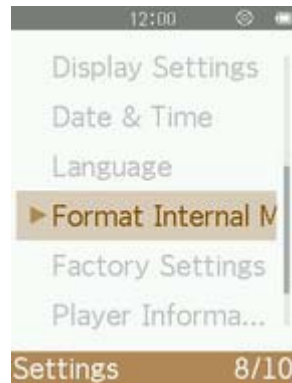 12:00
Display Settings
Date & Time
Language
Format Internal M
Factory Settings
Player Informa...
Settings 8/10